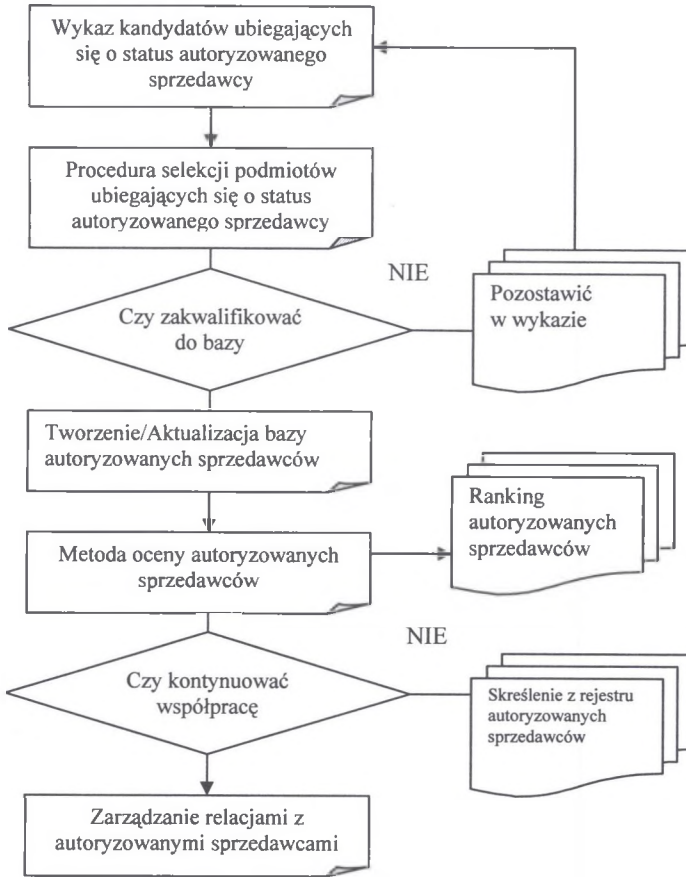 Wykaz kandydatów ubiegających
się o status autoryzowanego
sprzedawcy
Procedura selekcji podmiotów
ubiegających się o status
autoryzowanego sprzedawcy
NIE
Czy zakwalifikować
do bazy
Pozostawić
w wykazie
Tworzenie/Aktualizacja bazy
autoryzowanych sprzedawców
Ranking
autoryzowanych
sprzedawców
Metoda oceny autoryzowanych
sprzedawców
NIE
Czy kontynuować
współpracę
Skreślenie z rejestru
autoryzowanych
sprzedawców
Zarządzanie relacjami z
autoryzowanymi sprzedawcami